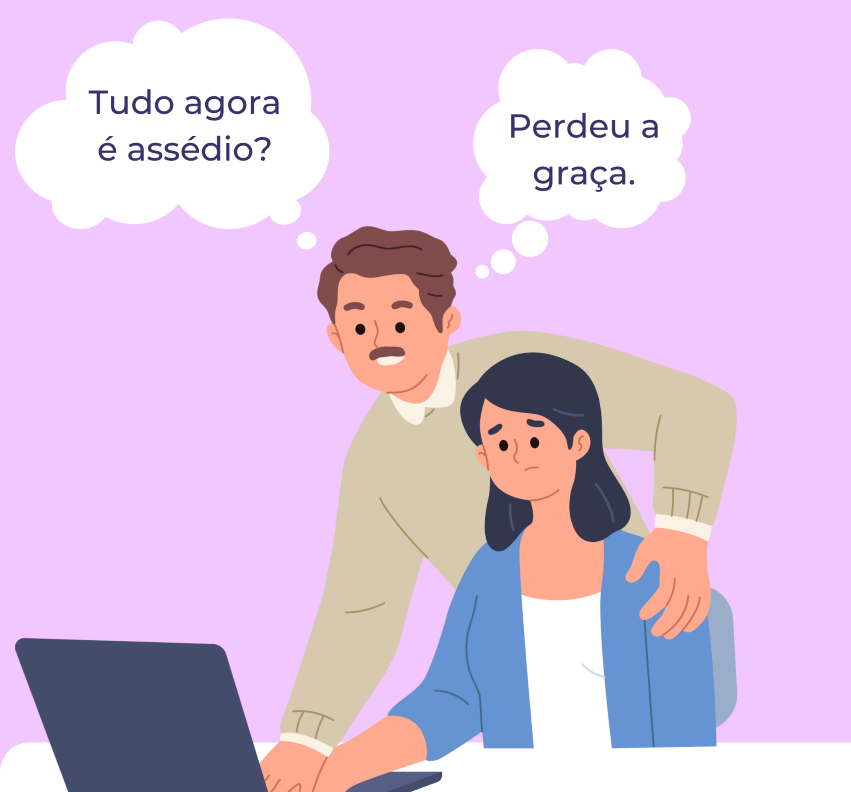 Tudo agora
é assédio?
Perdeu a
graça.